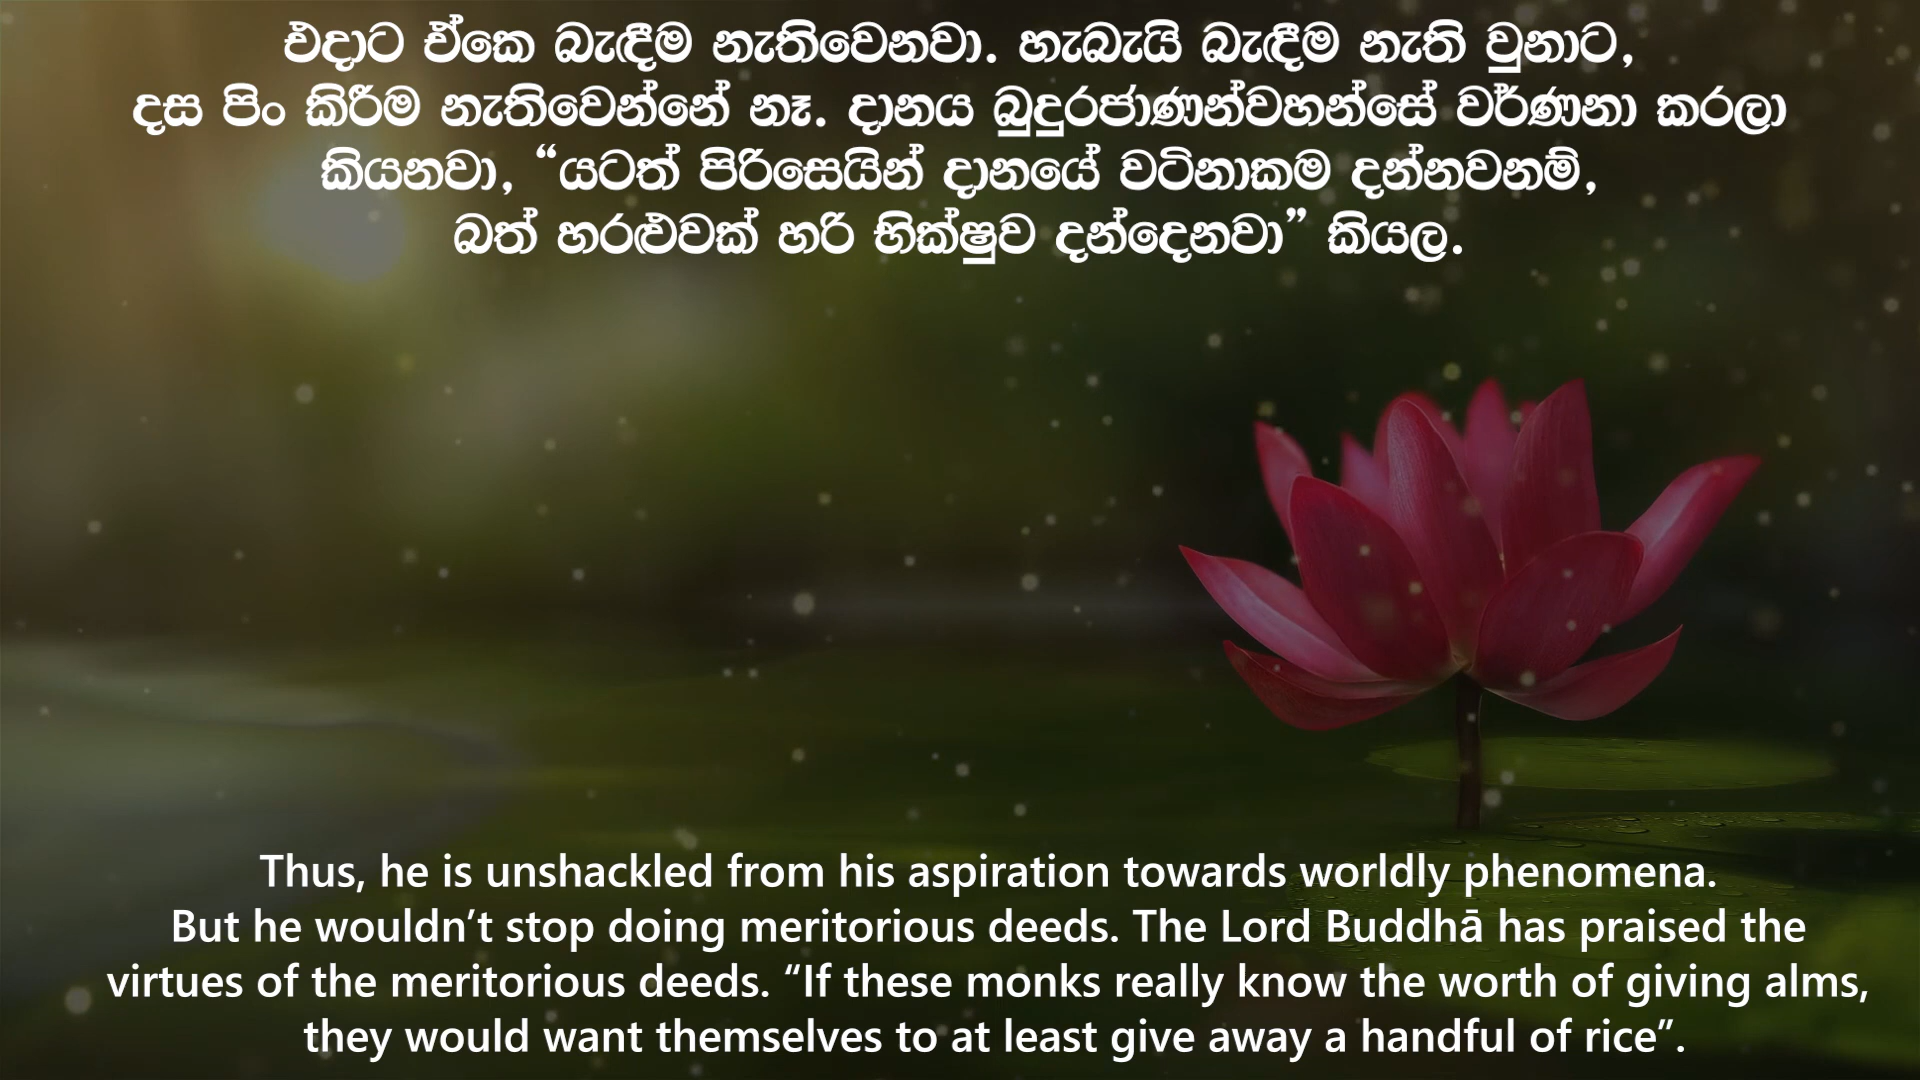 එදාට ඒකෙ බැඳීම නැතිවෙනවා. හැබැයි බැඳීම නැති වුනාට,
දස පිං කිරීම නැතිවෙන්නේ නෑ. දානය බුදුරජාණන්වහන්සේ වර්ණනා කරලා
කියනවා, “යටත් පිරිසෙයින් දානයේ වටිනාකම දන්නවනම්,
බත් හරළුවක් හරි භික්ෂුව දන්දෙනවා” කියල.
Thus, he is unshackled from his aspiration towards worldly phenomena.
But he wouldn’t stop doing meritorious deeds. The Lord Buddhā has praised the
virtues of the meritorious deeds. “If these monks really know the worth of giving alms,
they would want themselves to at least give away a handful of rice”.